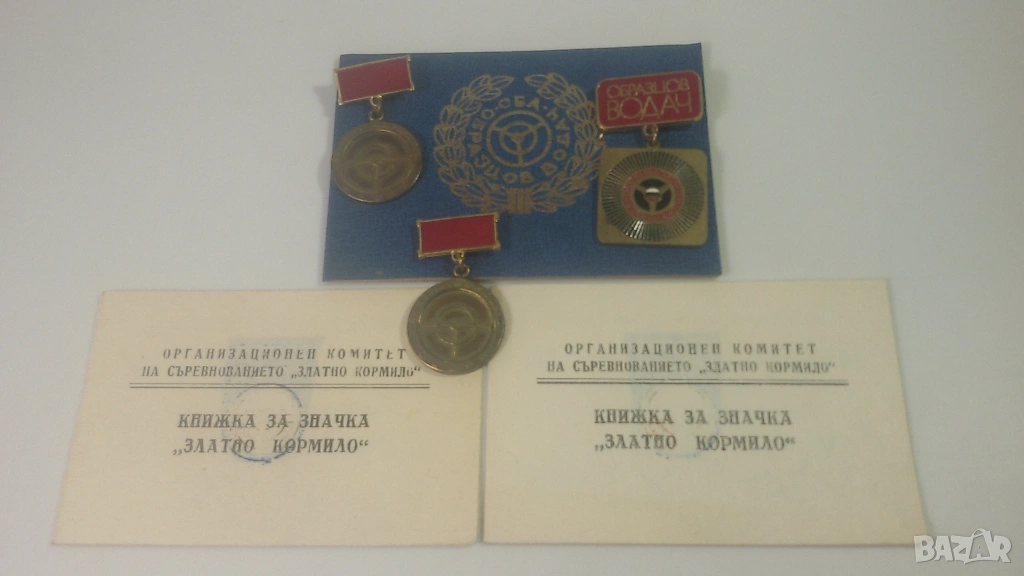 ОБРАЗЦОВ
ВОДАЧ
ОРГАНИЗАЦИОНЕН КОМИТЕТ
НА СЪРЕВНОВАНИЕТО „ЗЛАТНО КОРМИЛО“
КНИЖКА ЗА ЗНАЧКА
„ЗЛАТНО КОРМИЛО“
ОРГАНИЗАЦИОНЕН КОМИТЕТ
НА СЪРЕВНОВАНИЕТО „ЗЛАТНО КОРМИЛО“
КНИЖКА ЗА ЗНАЧКА
„ЗЛАТНО КОРМИЛО“
BAZAR